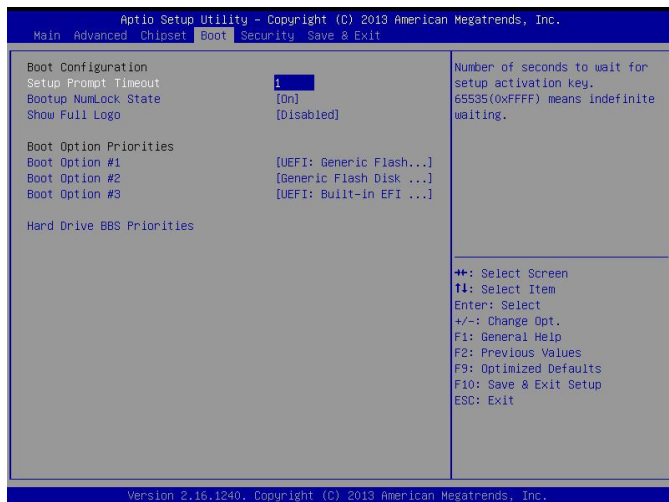 Aptio Setup Utility – Copyright (C) 2013 American Megatrends, Inc.
Main Advanced Chipset Boot Security Save & Exit
Boot Configuration
Setup Prompt Timeout 1
Bootup NumLock State [On]
Show Full Logo [Disabled]
Boot Option Priorities
Boot Option #1 [UEFI: Generic Flash...]
Boot Option #2 [Generic Flash Disk ...]
Boot Option #3 [UEFI: Built-in EFI ...]
Hard Drive BBS Priorities
Number of seconds to wait for
setup activation key.
65535(0xFFFF) means indefinite
waiting.
→←: Select Screen
↑↓: Select Item
Enter: Select
+/-: Change Opt.
F1: General Help
F2: Previous Values
F9: Optimized Defaults
F10: Save & Exit Setup
ESC: Exit
Version 2.16.1240. Copyright (C) 2013 American Megatrends, Inc.